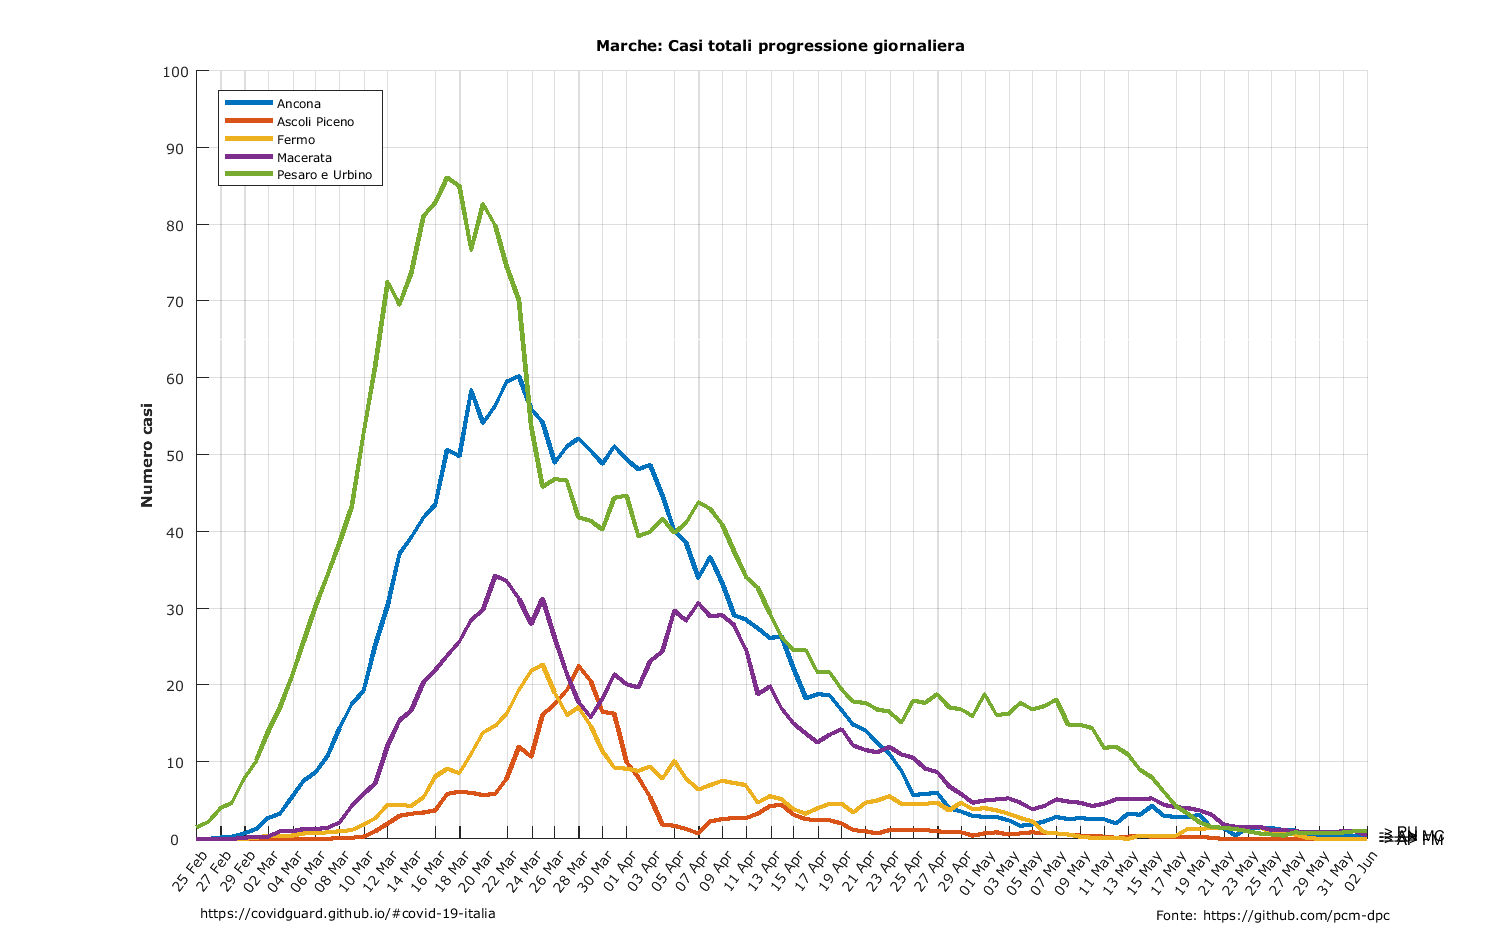 Marche: Casi totali progressione giornaliera
100
90
80
70
60
50
40
30
20
10
0
Numero casi
Ancona
Ascoli Piceno
Fermo
Macerata
Pesaro e Urbino
25 Feb
27 Feb
29 Feb
02 Mar
04 Mar
06 Mar
08 Mar
10 Mar
12 Mar
14 Mar
16 Mar
18 Mar
20 Mar
22 Mar
24 Mar
26 Mar
28 Mar
30 Mar
01 Apr
03 Apr
05 Apr
07 Apr
09 Apr
11 Apr
13 Apr
15 Apr
17 Apr
19 Apr
21 Apr
23 Apr
25 Apr
27 Apr
29 Apr
01 May
03 May
05 May
07 May
09 May
11 May
13 May
15 May
17 May
19 May
21 May
23 May
25 May
27 May
29 May
31 May
02 Jun
MC
FM
https://covidguard.github.io/#covid-19-italia
Fonte: https://github.com/pcm-dpc